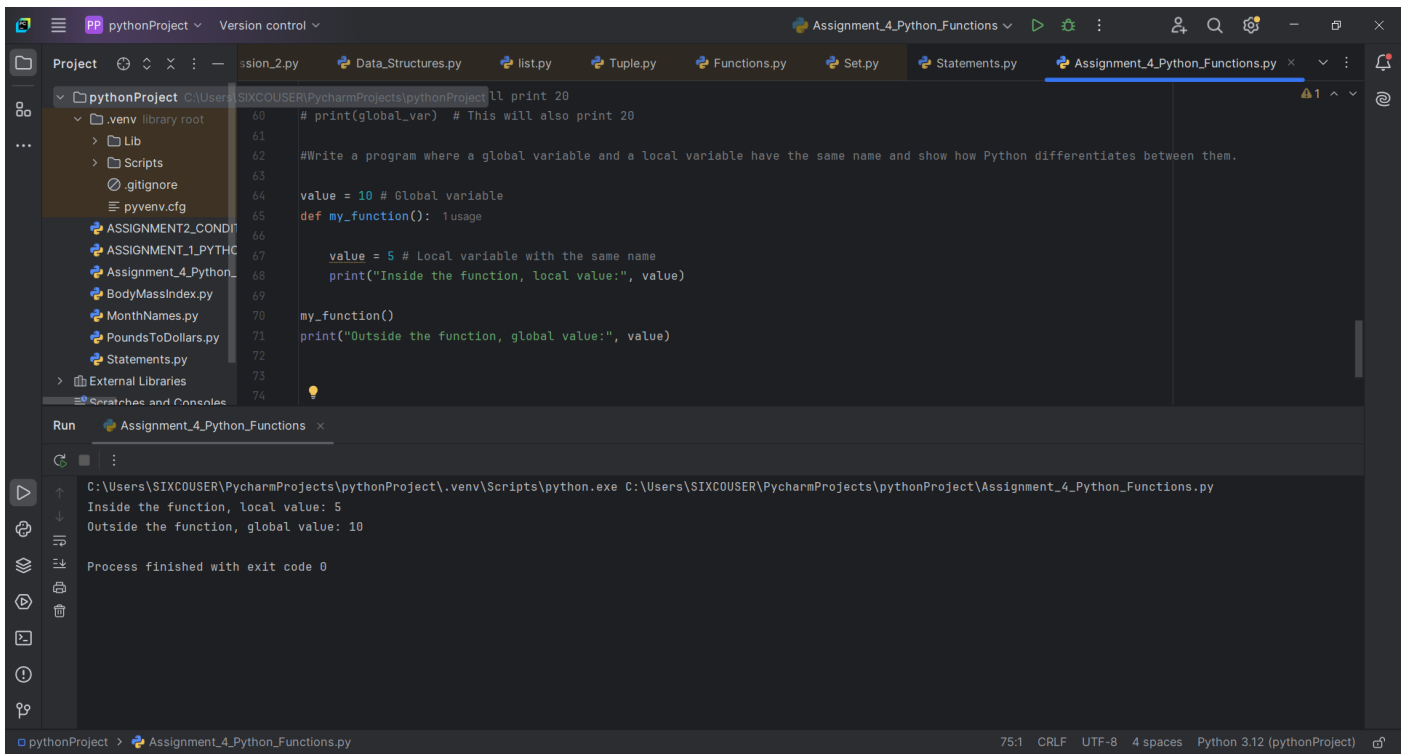 PP pythonProject Version control Assignment_4_Python_Functions
Project ssion_2.py Data_Structures.py list.py Tuple.py Functions.py Set.py Statements.py Assignment_4_Python_Functions.py
pythonProject C:\Users\SIXCOUSER\PycharmProjects\pythonProject ll print 20 1
.venv library root 60 # print(global_var) # This will also print 20
Lib 61
Scripts 62 #Write a program where a global variable and a local variable have the same name and show how Python differentiates between them.
.gitignore 63
pyvenv.cfg 64 value = 10 # Global variable
65 def my_function(): 1 usage
ASSIGNMENT2_CONDIT 66
ASSIGNMENT_1_PYTHO 67 value = 5 # Local variable with the same name
Assignment_4_Python_ 68 print("Inside the function, local value:", value)
BodyMassIndex.py 69
MonthNames.py 70 my_function()
PoundsToDollars.py 71 print("Outside the function, global value:", value)
Statements.py 72
External Libraries 73
Scratches and Consoles 74
Run Assignment_4_Python_Functions
C:\Users\SIXCOUSER\PycharmProjects\pythonProject\.venv\Scripts\python.exe C:\Users\SIXCOUSER\PycharmProjects\pythonProject\Assignment_4_Python_Functions.py
Inside the function, local value: 5
Outside the function, global value: 10
Process finished with exit code 0
pythonProject > Assignment_4_Python_Functions.py 75:1 CRLF UTF-8 4 spaces Python 3.12 (pythonProject)